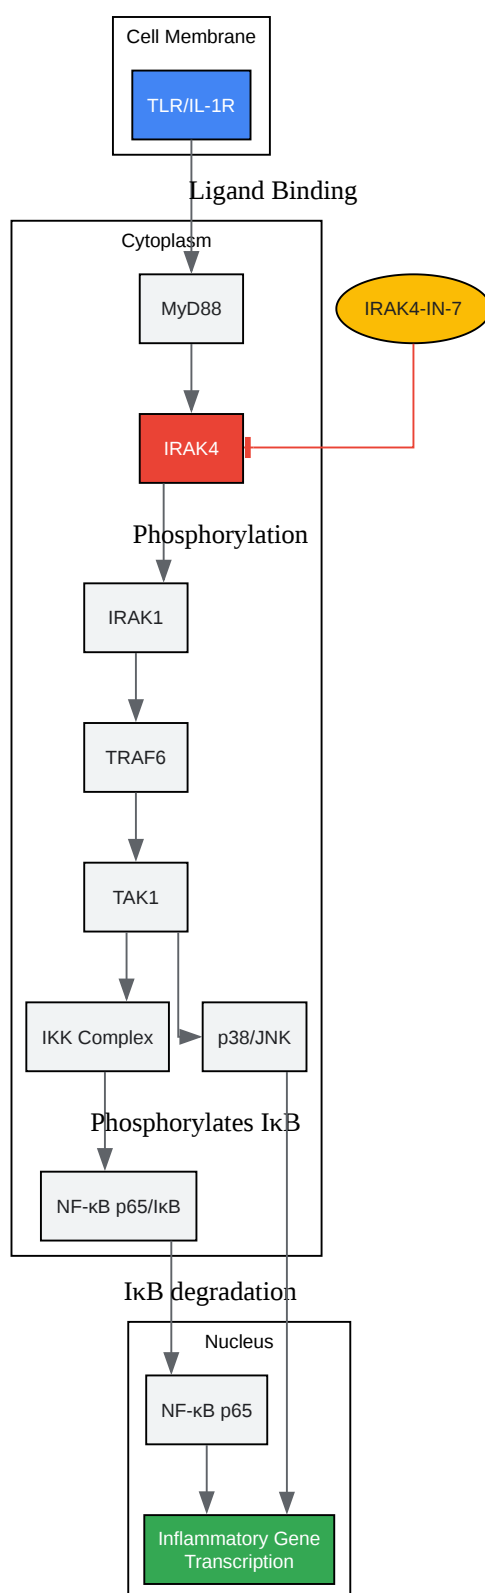 Cell Membrane
TLR/IL-1R
Ligand Binding
Cytoplasm
MyD88
IRAK4-IN-7
IRAK4
Phosphorylation
IRAK1
TRAF6
TAK1
IKK Complex
p38/JNK
Phosphorylates IκB
NF-κB p65/IκB
IκB degradation
Nucleus
NF-κB p65
Inflammatory Gene
Transcription